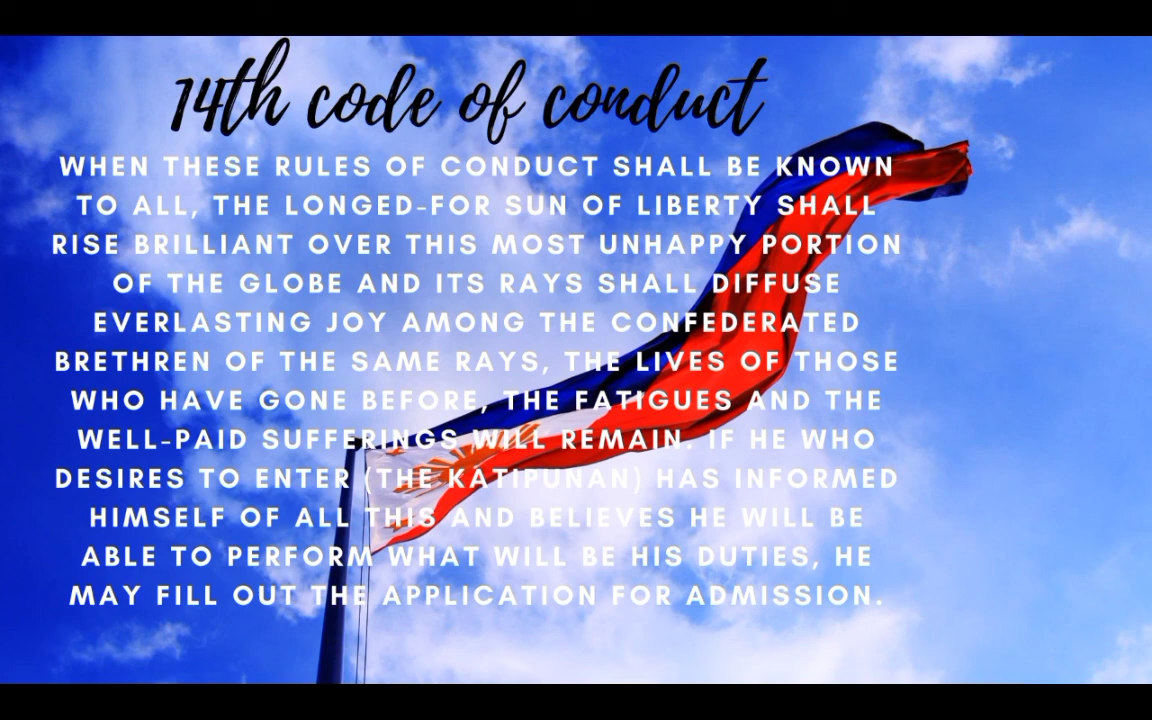 14th code of conduct
WHEN THESE RULES OF CONDUCT SHALL BE KNOWN
TO ALL, THE LONGED-FOR SUN OF LIBERTY SHALL
RISE BRILLIANT OVER THIS MOST UNHAPPY PORTION
OF THE GLOBE AND ITS RAYS SHALL DIFFUSE
EVERLASTING JOY AMONG THE CONFEDERATED
BRETHREN OF THE SAME RAYS, THE LIVES OF THOSE
WHO HAVE GONE BEFORE, THE FATIGUES AND THE
WELL-PAID SUFFERINGS WILL REMAIN. IF HE WHO
DESIRES TO ENTER (THE KATIPUNAN) HAS INFORMED
HIMSELF OF ALL THIS AND BELIEVES HE WILL BE
ABLE TO PERFORM WHAT WILL BE HIS DUTIES, HE
MAY FILL OUT THE APPLICATION FOR ADMISSION.